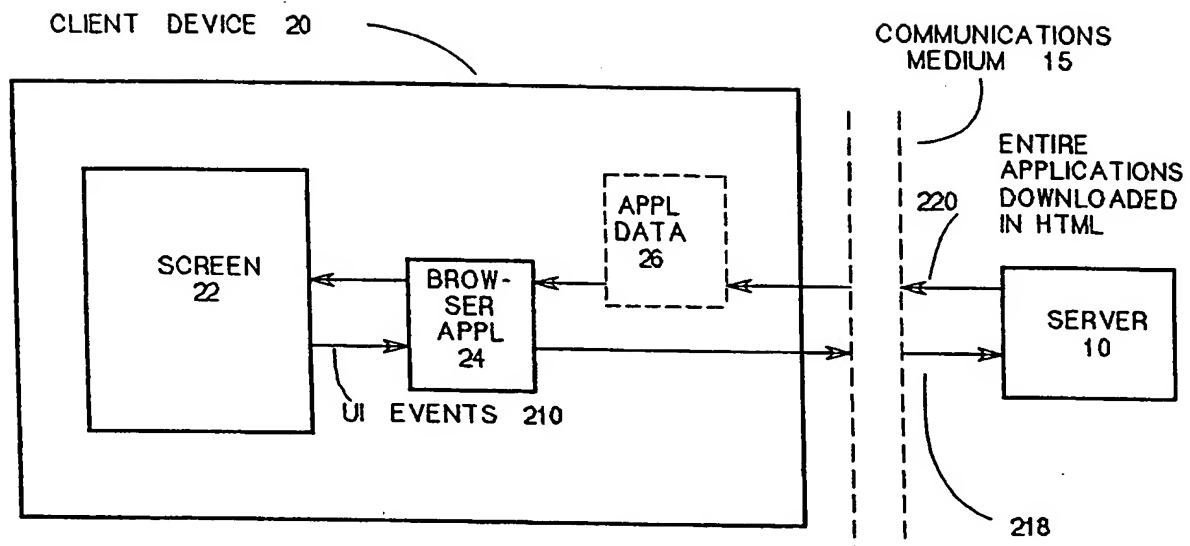 CLIENT DEVICE 20
COMMUNICATIONS
MEDIUM 15
ENTIRE
APPLICATIONS
DOWNLOADED
IN HTML
220
APPL
DATA
26
SCREEN
22
BROW-
SER
APPL
24
SERVER
10
UI EVENTS 210
218